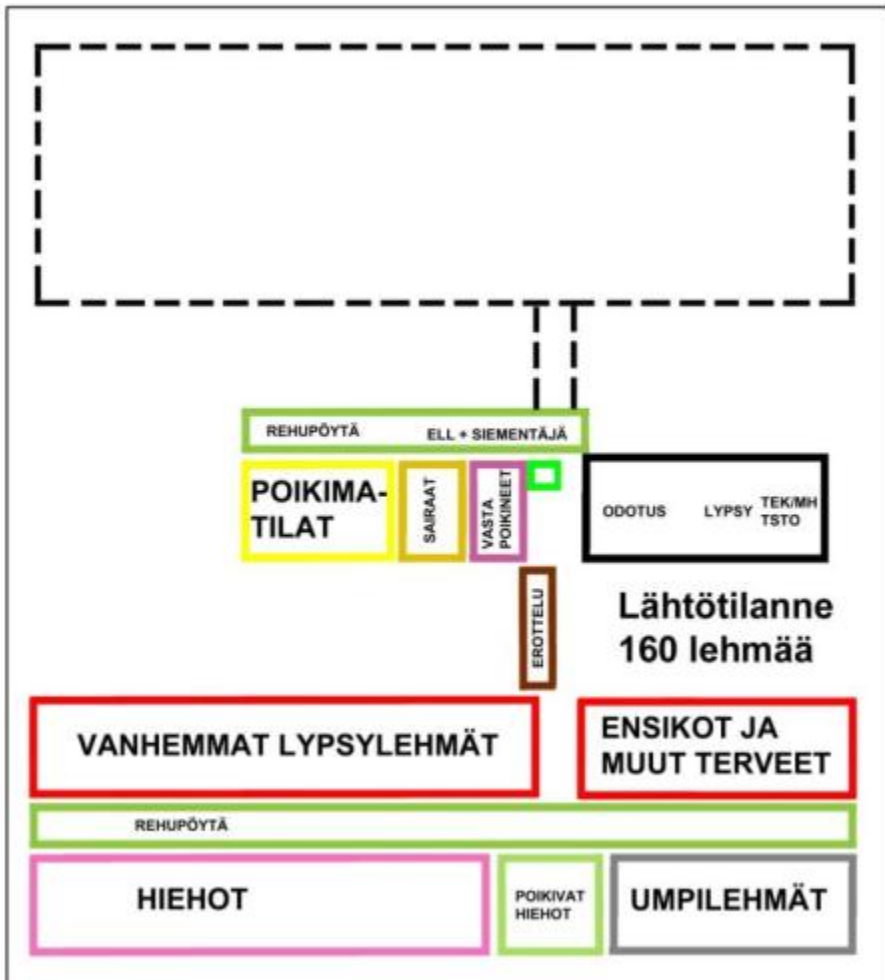 REHUPÖYTÄ
ELL + SIEMENTÄJÄ
POIKIMA-
TILAT
SAIRAAT
VASTA
POIKINEET
ODOTUS
LYPSY
TEK/MH
TSTO
EROTTELU
Lähtötilanne
160 lehmää
VANHEMMAT LYPSYLEHMÄT
ENSIKOT JA
MUUT TERVEET
REHUPÖYTÄ
HIEHOT
POIKIVAT
HIEHOT
UMPILEHMÄT